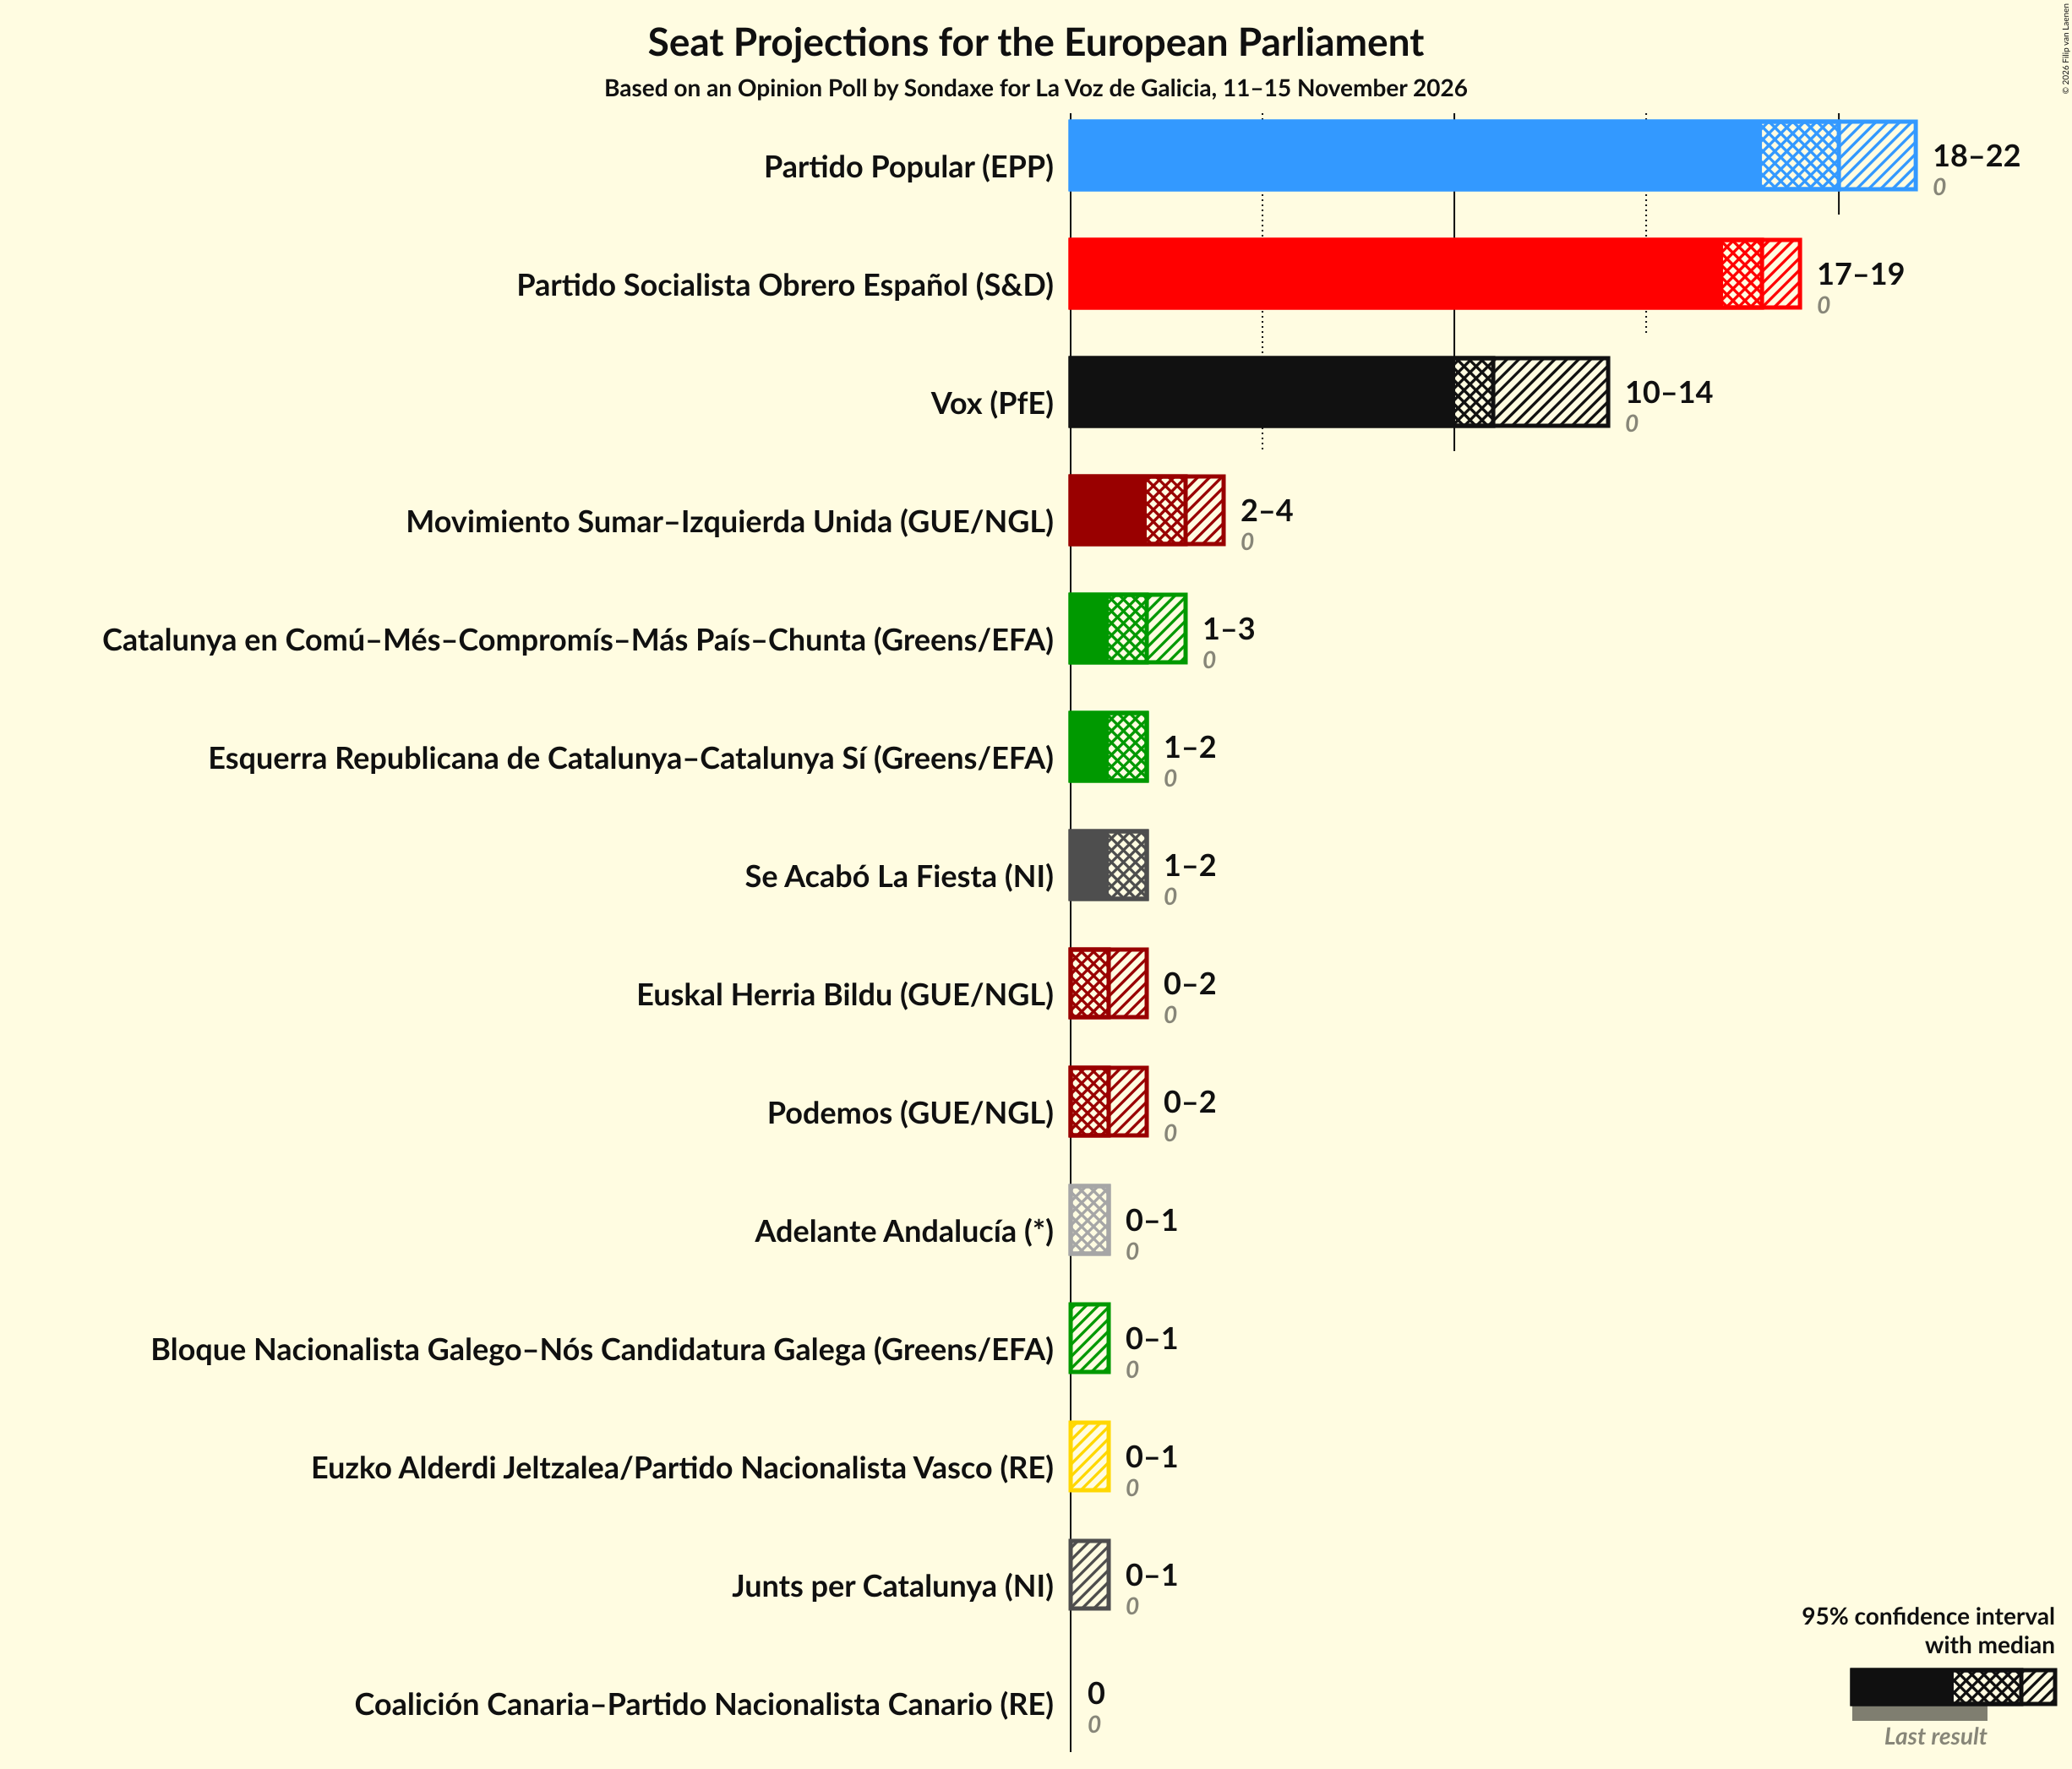 Seat Projections for the European Parliament
Based on an Opinion Poll by Sondaxe for La Voz de Galicia, 11–15 November 2026
© 2026 Filip van Laenen
Partido Popular (EPP)
18–22
0
Partido Socialista Obrero Español (S&D)
17–19
0
Vox (PfE)
10–14
0
Movimiento Sumar–Izquierda Unida (GUE/NGL)
2–4
0
Catalunya en Comú–Més–Compromís–Más País–Chunta (Greens/EFA)
1–3
0
Esquerra Republicana de Catalunya–Catalunya Sí (Greens/EFA)
1–2
0
Se Acabó La Fiesta (NI)
1–2
0
Euskal Herria Bildu (GUE/NGL)
0–2
0
Podemos (GUE/NGL)
0–2
0
Adelante Andalucía (*)
0–1
0
Bloque Nacionalista Galego–Nós Candidatura Galega (Greens/EFA)
0–1
0
Euzko Alderdi Jeltzalea/Partido Nacionalista Vasco (RE)
0–1
0
Junts per Catalunya (NI)
0–1
0
Coalición Canaria–Partido Nacionalista Canario (RE)
0
0
95% confidence interval
with median
Last result